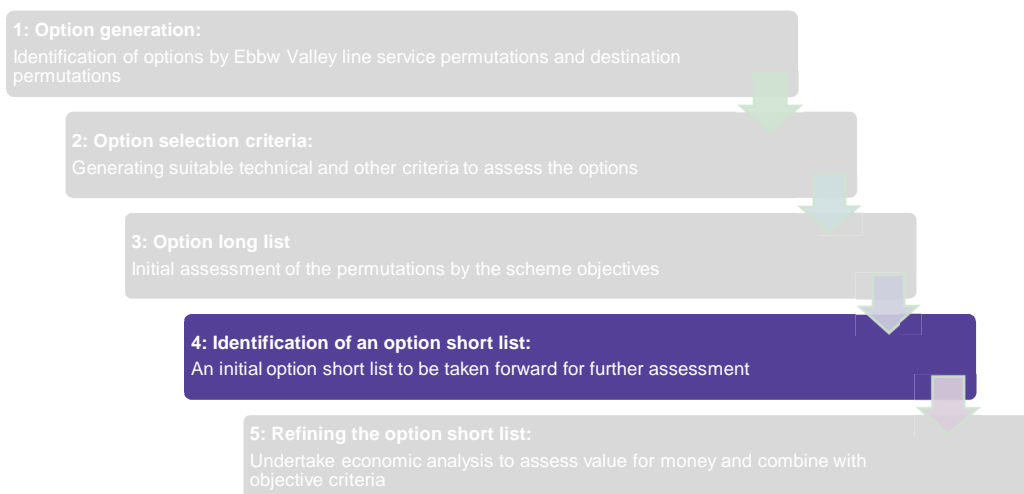 1: Option generation:
Identification of options by Ebbw Valley line service permutations and destination
permutations
2: Option selection criteria:
Generating suitable technical and other criteria to assess the options
3: Option long list
Initial assessment of the permutations by the scheme objectives
4: Identification of an option short list:
An initial option short list to be taken forward for further assessment
5: Refining the option short list:
Undertake economic analysis to assess value for money and combine with
objective criteria